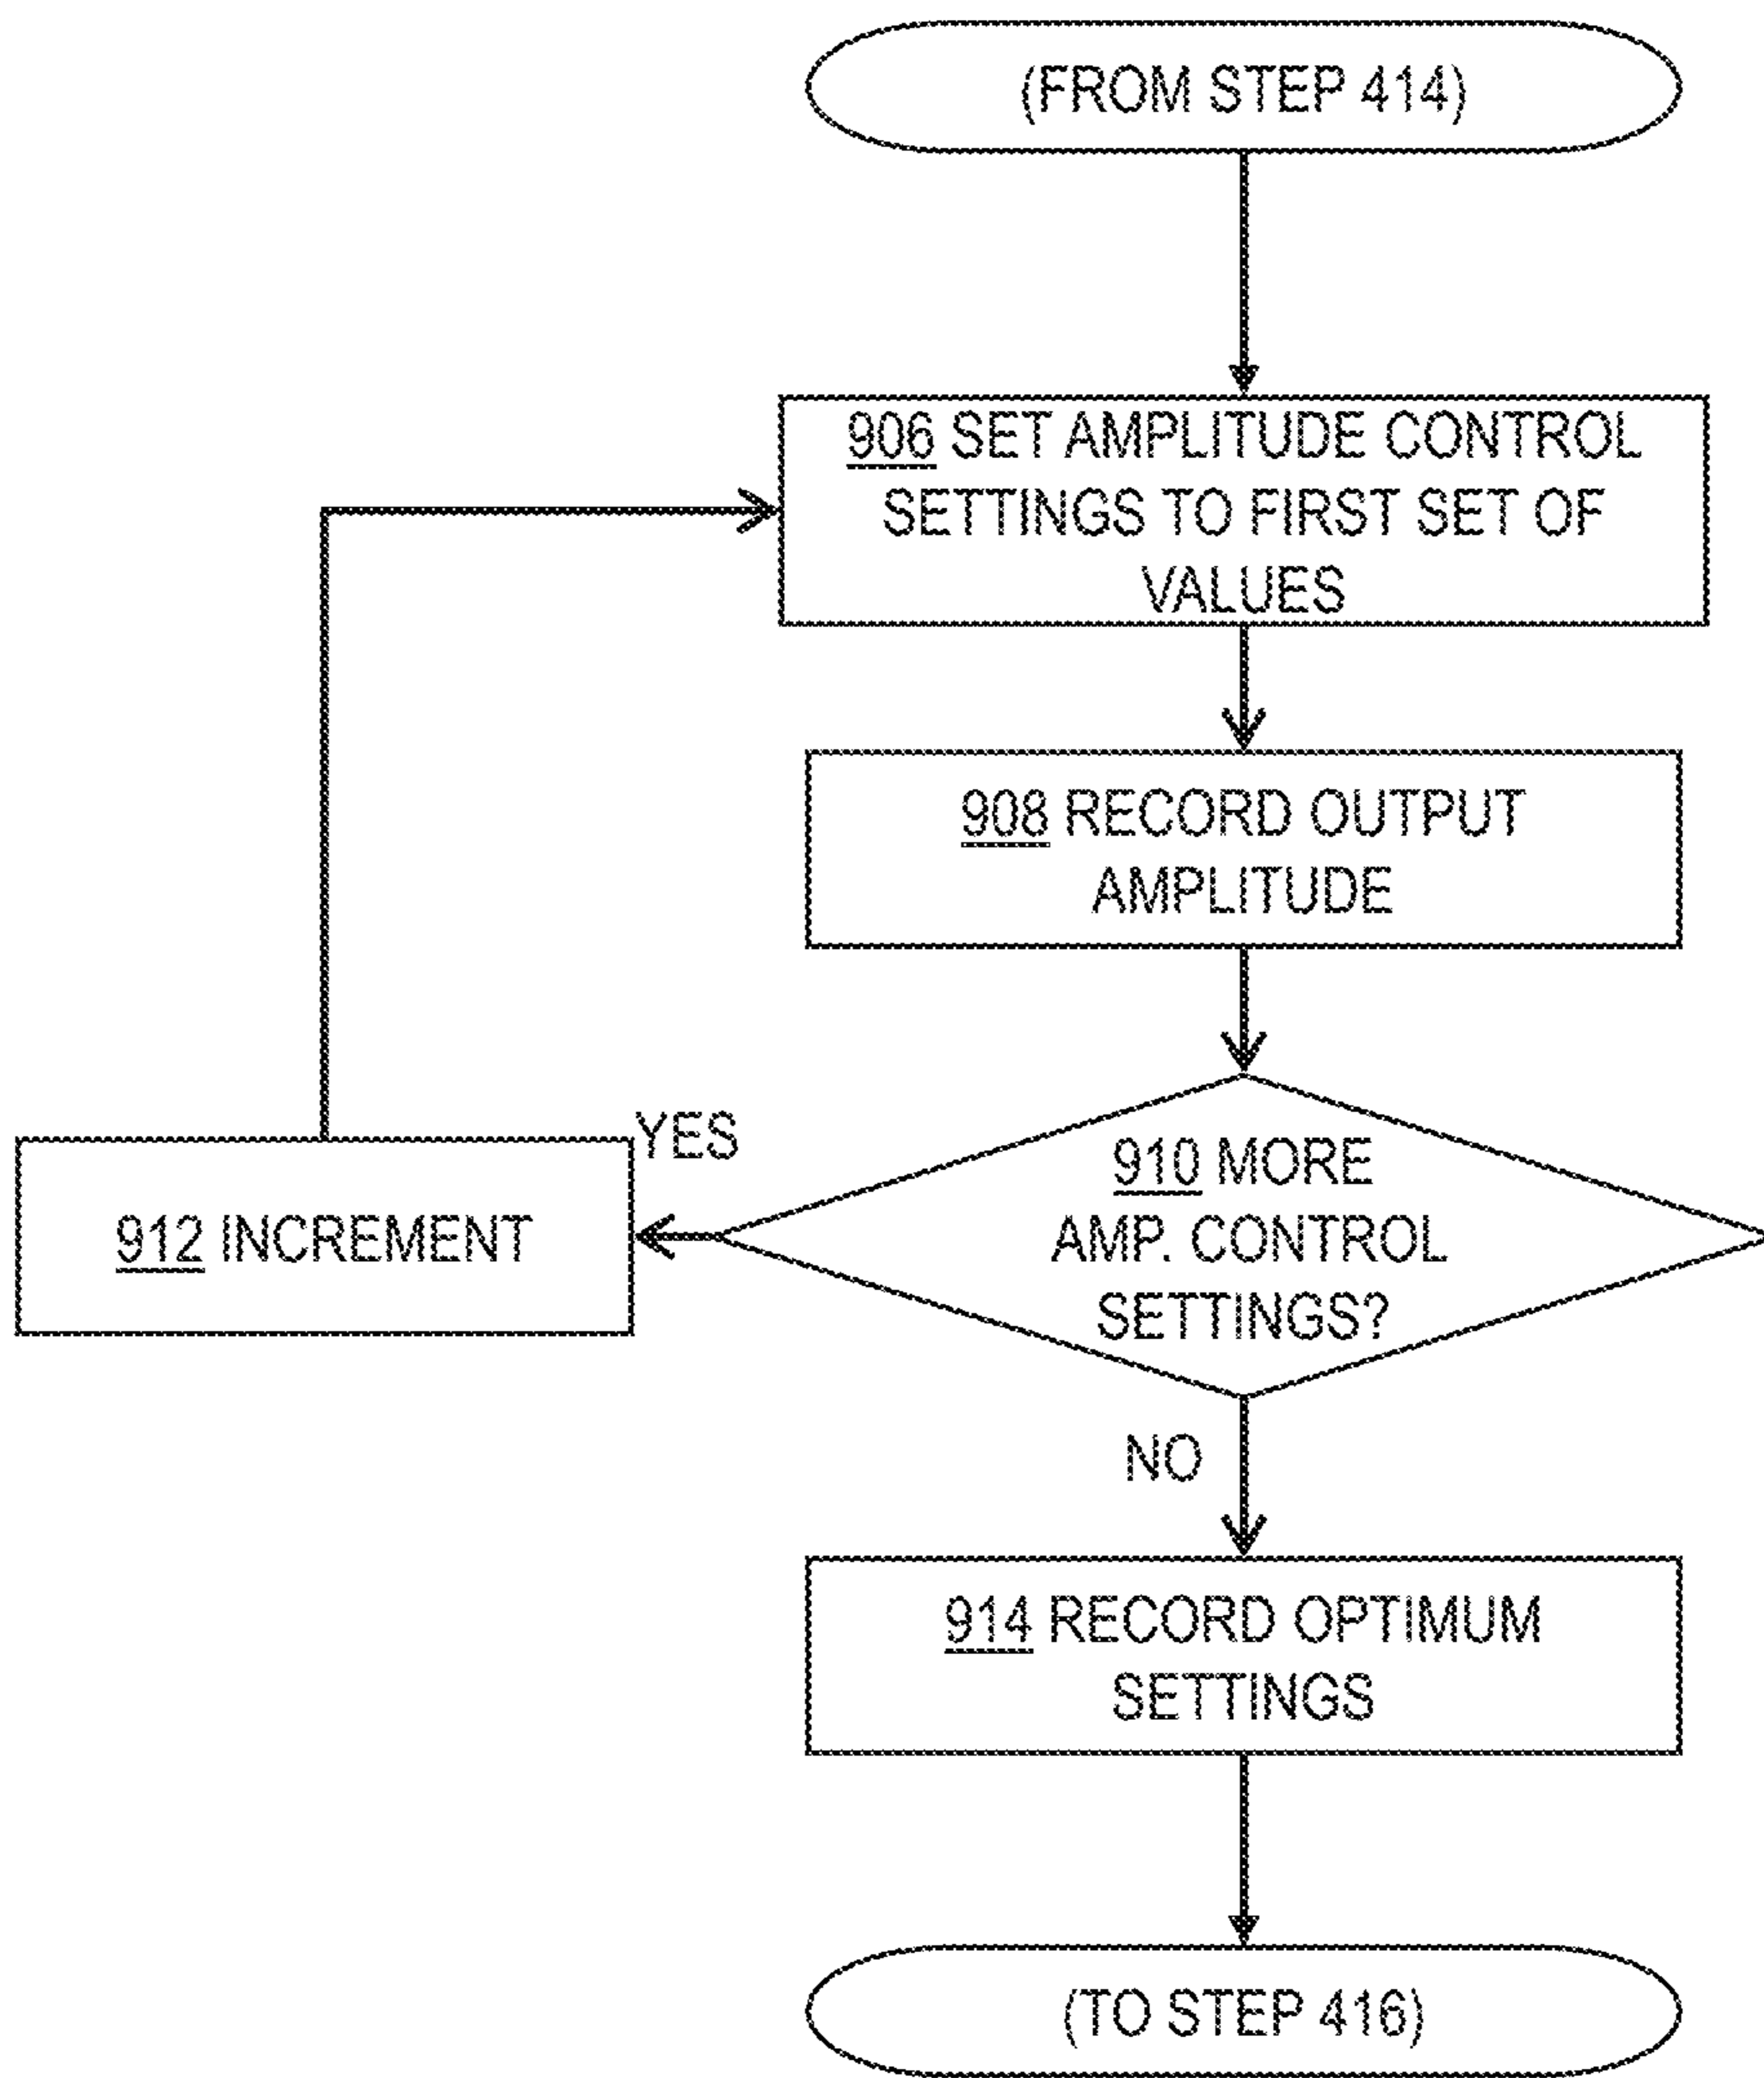 (FROM STEP 414)
906 SET AMPLITUDE CONTROL
SETTINGS TO FIRST SET OF
VALUES
908 RECORD OUTPUT
AMPLITUDE
YES
910 MORE
AMP. CONTROL
SETTINGS?
912 INCREMENT
NO
914 RECORD OPTIMUM
SETTINGS
(TO STEP 416)